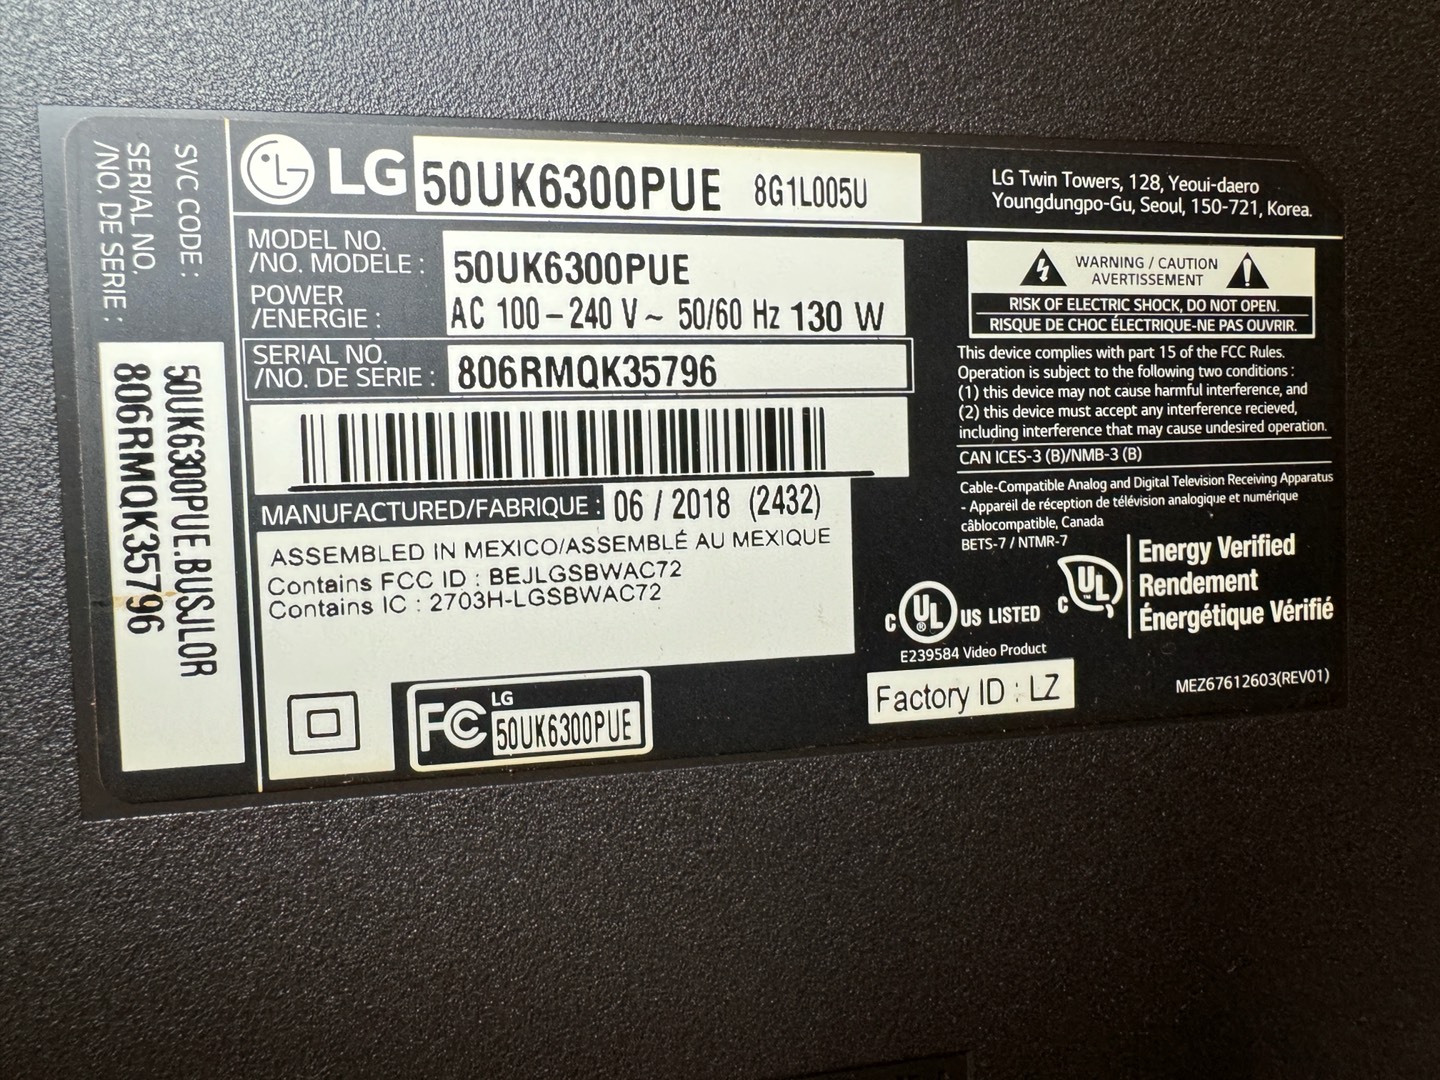 SVC CODE :
50UK6300PUE.BUSJLOR
SERIAL NO.
/NO. DE SERIE :
806RMQK35796
LG 50UK6300PUE 8G1L005U
MODEL NO.
/NO. MODELE : 50UK6300PUE
POWER
/ENERGIE : AC 100 – 240 V ~ 50/60 Hz 130 W
SERIAL NO.
/NO. DE SERIE : 806RMQK35796
MANUFACTURED/FABRIQUE : 06 / 2018 (2432)
ASSEMBLED IN MEXICO/ASSEMBLÉ AU MEXIQUE
Contains FCC ID : BEJLGSBWAC72
Contains IC : 2703H-LGSBWAC72
FC LG
50UK6300PUE
LG Twin Towers, 128, Yeoui-daero
Youngdungpo-Gu, Seoul, 150-721, Korea.
WARNING / CAUTION
AVERTISSEMENT
RISK OF ELECTRIC SHOCK, DO NOT OPEN.
RISQUE DE CHOC ÉLECTRIQUE-NE PAS OUVRIR.
This device complies with part 15 of the FCC Rules.
Operation is subject to the following two conditions :
(1) this device may not cause harmful interference, and
(2) this device must accept any interference recieved,
including interference that may cause undesired operation.
CAN ICES-3 (B)/NMB-3 (B)
Cable-Compatible Analog and Digital Television Receiving Apparatus
- Appareil de réception de télévision analogique et numérique
câblocompatible, Canada
BETS-7 / NTMR-7
C UL ® US LISTED
E239584 Video Product
C UL ™
Energy Verified
Rendement
Énergétique Vérifié
Factory ID : LZ
MEZ67612603(REV01)